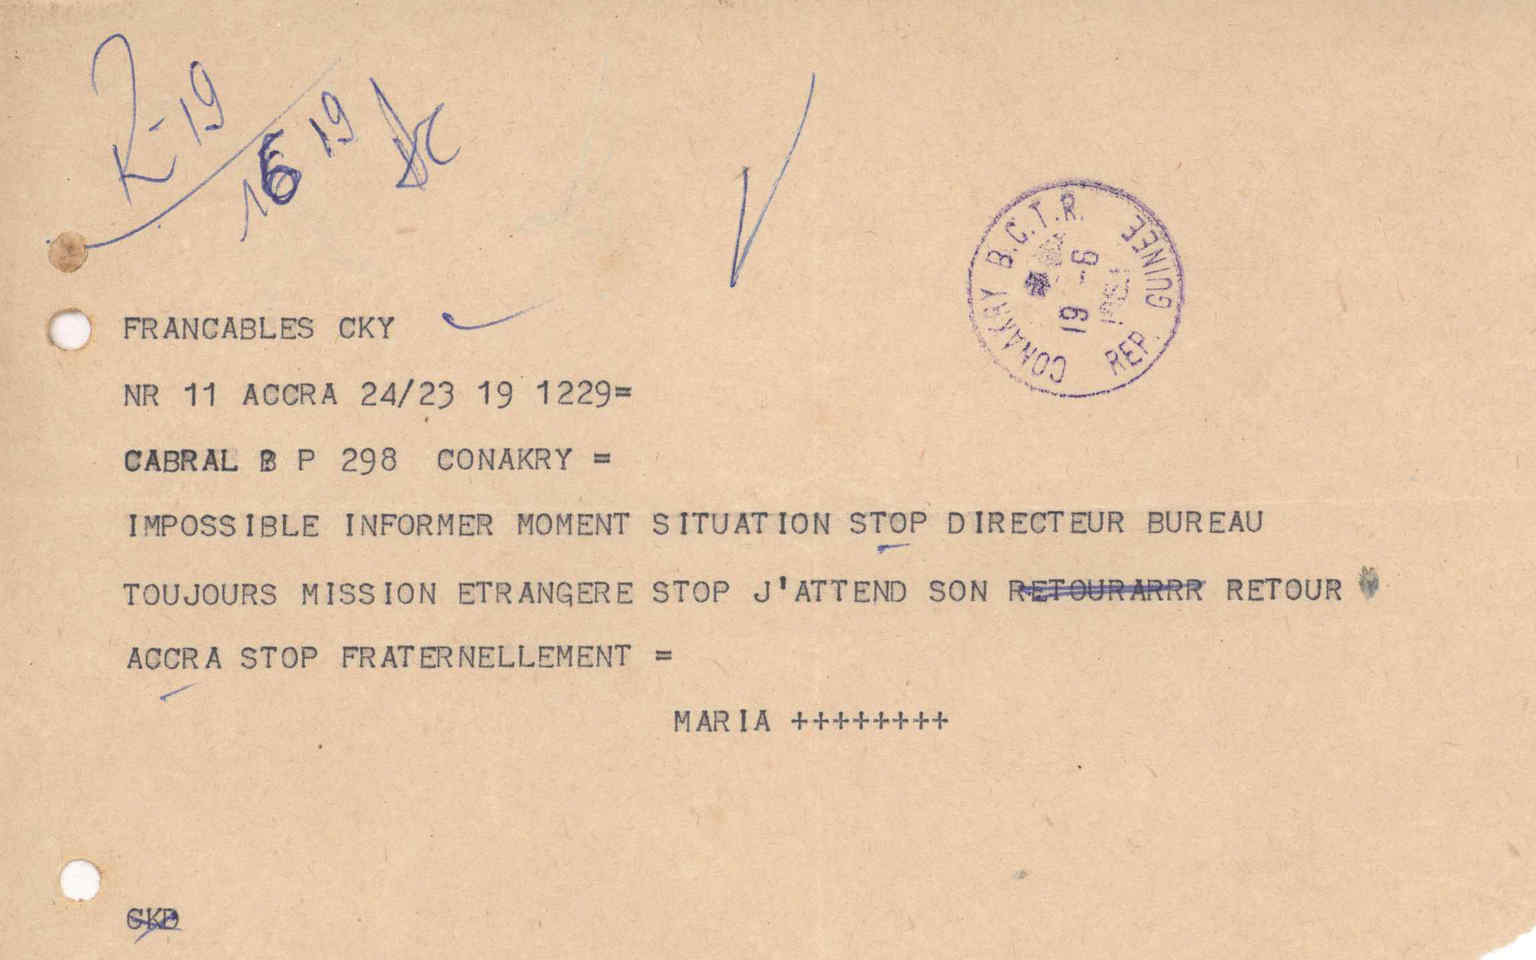 R-19
16 19
CONAKRY B.C.T.R.
19 -6
REP. GUINÉE
FRANCABLES CKY
NR 11 ACCRA 24/23 19 1229=
CABRAL B P 298 CONAKRY =
IMPOSSIBLE INFORMER MOMENT SITUATION STOP DIRECTEUR BUREAU
TOUJOURS MISSION ETRANGERE STOP J'ATTEND SON RETOURARRR RETOUR
ACCRA STOP FRATERNELLEMENT =
MARIA ++++++++